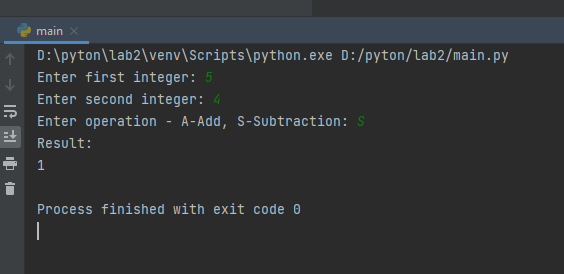 main
D:\pyton\lab2\venv\Scripts\python.exe D:/pyton/lab2/main.py
Enter first integer: 5
Enter second integer: 4
Enter operation - A-Add, S-Subtraction: S
Result:
1
Process finished with exit code 0